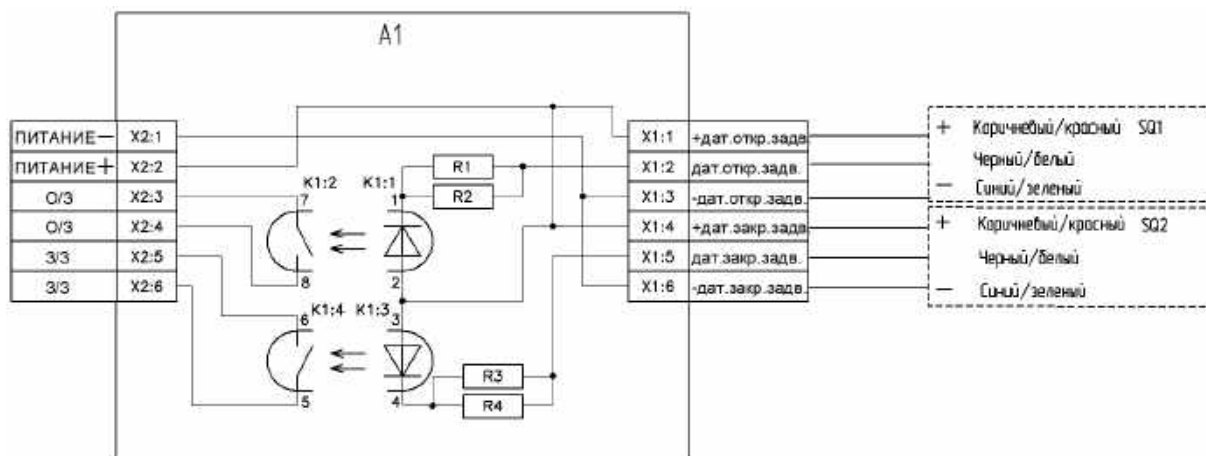 A1
ПИТАНИЕ− X2:1
ПИТАНИЕ+ X2:2
О/З X2:3
О/З X2:4
З/З X2:5
З/З X2:6
K1:2 K1:1
7 1
8 2
K1:4 K1:3
6 3
5 4
R1
R2
R3
R4
X1:1 +дат.откр.задв
X1:2 дат.откр.задв.
X1:3 -дат.откр.задв.
X1:4 +дат.закр.задв
X1:5 дат.закр.задв.
X1:6 -дат.закр.задв.
+ Коричневый/красный SQ1
Черный/белый
− Синий/зеленый
+ Коричневый/красный SQ2
Черный/белый
− Синий/зеленый